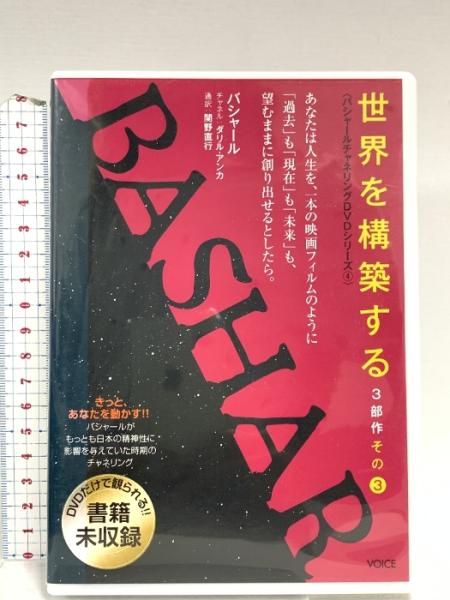 世界を構築する
3部作 その3
〈バシャールチャネリングDVDシリーズ④〉
あなたは人生を、一本の映画フィルムのように
「過去」も「現在」も「未来」も、
望むままに創り出せるとしたら。
バシャール
チャネル:ダリル・アンカ
通訳:関野直行
BASHAR
きっと、
あなたを動かす!!
バシャールが
もっとも日本の精神性に
影響を与えていた時期の
チャネリング
DVDだけで観られる!!
書籍
未収録
VOICE